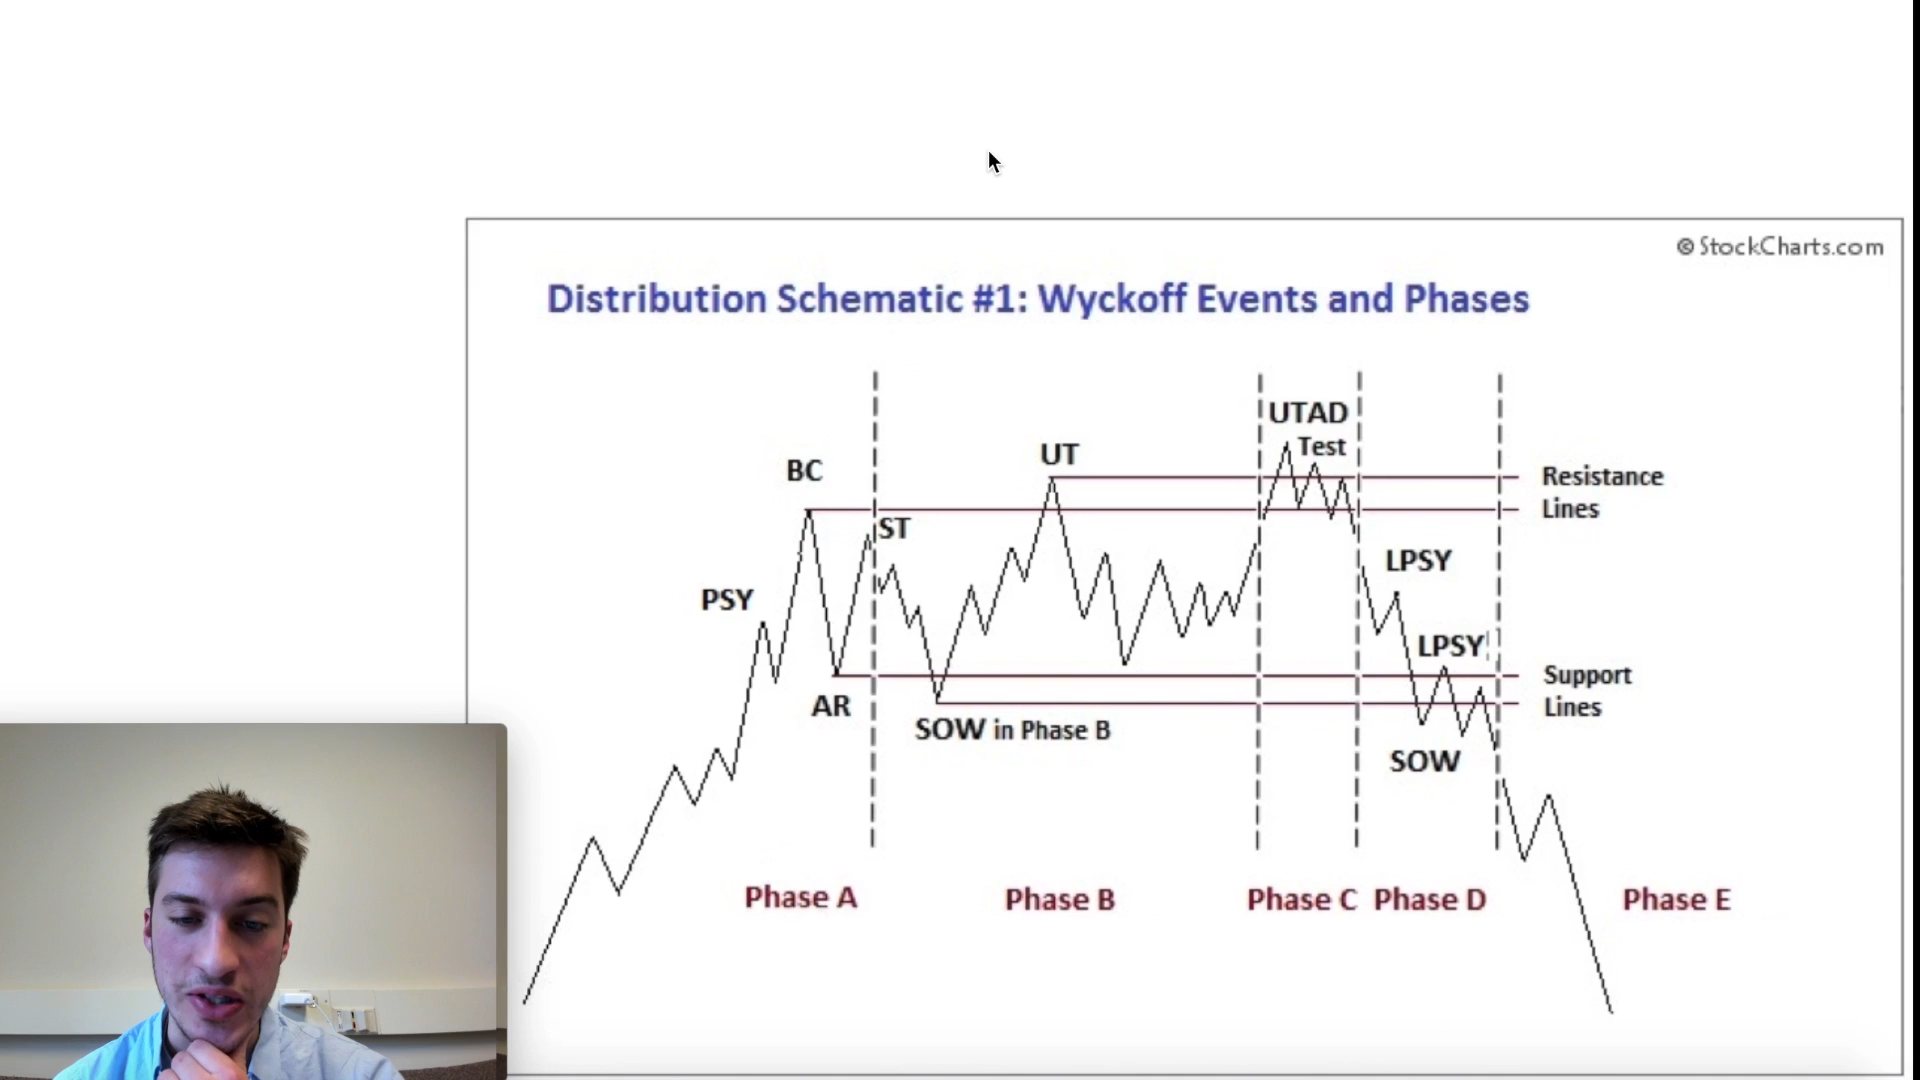 © StockCharts.com
Distribution Schematic #1: Wyckoff Events and Phases
UTAD
Test
UT
BC
Resistance
Lines
ST
LPSY
PSY
LPSY
Support
Lines
AR
SOW in Phase B
SOW
Phase A
Phase B
Phase C
Phase D
Phase E